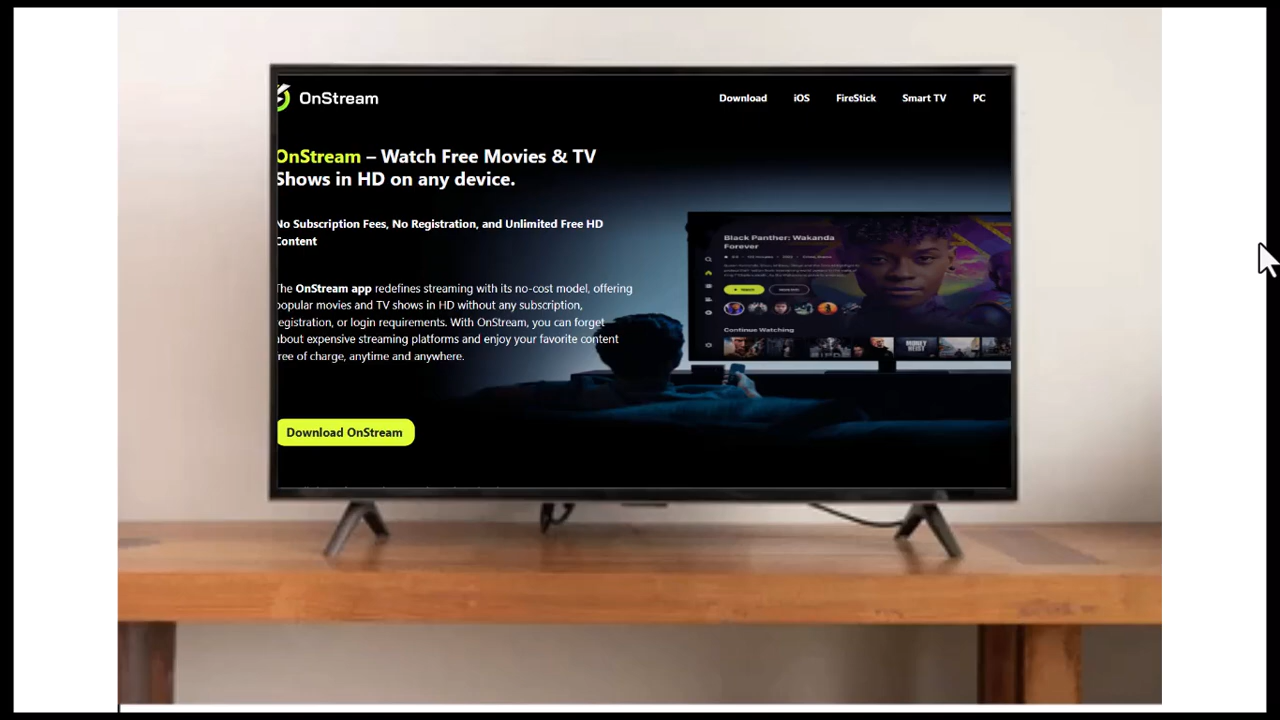 OnStream
Download iOS FireStick Smart TV PC
OnStream – Watch Free Movies & TV
Shows in HD on any device.
No Subscription Fees, No Registration, and Unlimited Free HD
Content
The OnStream app redefines streaming with its no-cost model, offering
popular movies and TV shows in HD without any subscription,
registration, or login requirements. With OnStream, you can forget
about expensive streaming platforms and enjoy your favorite content
free of charge, anytime and anywhere.
Download OnStream
Black Panther: Wakanda
Forever
Continue Watching
MONEY
HEIST